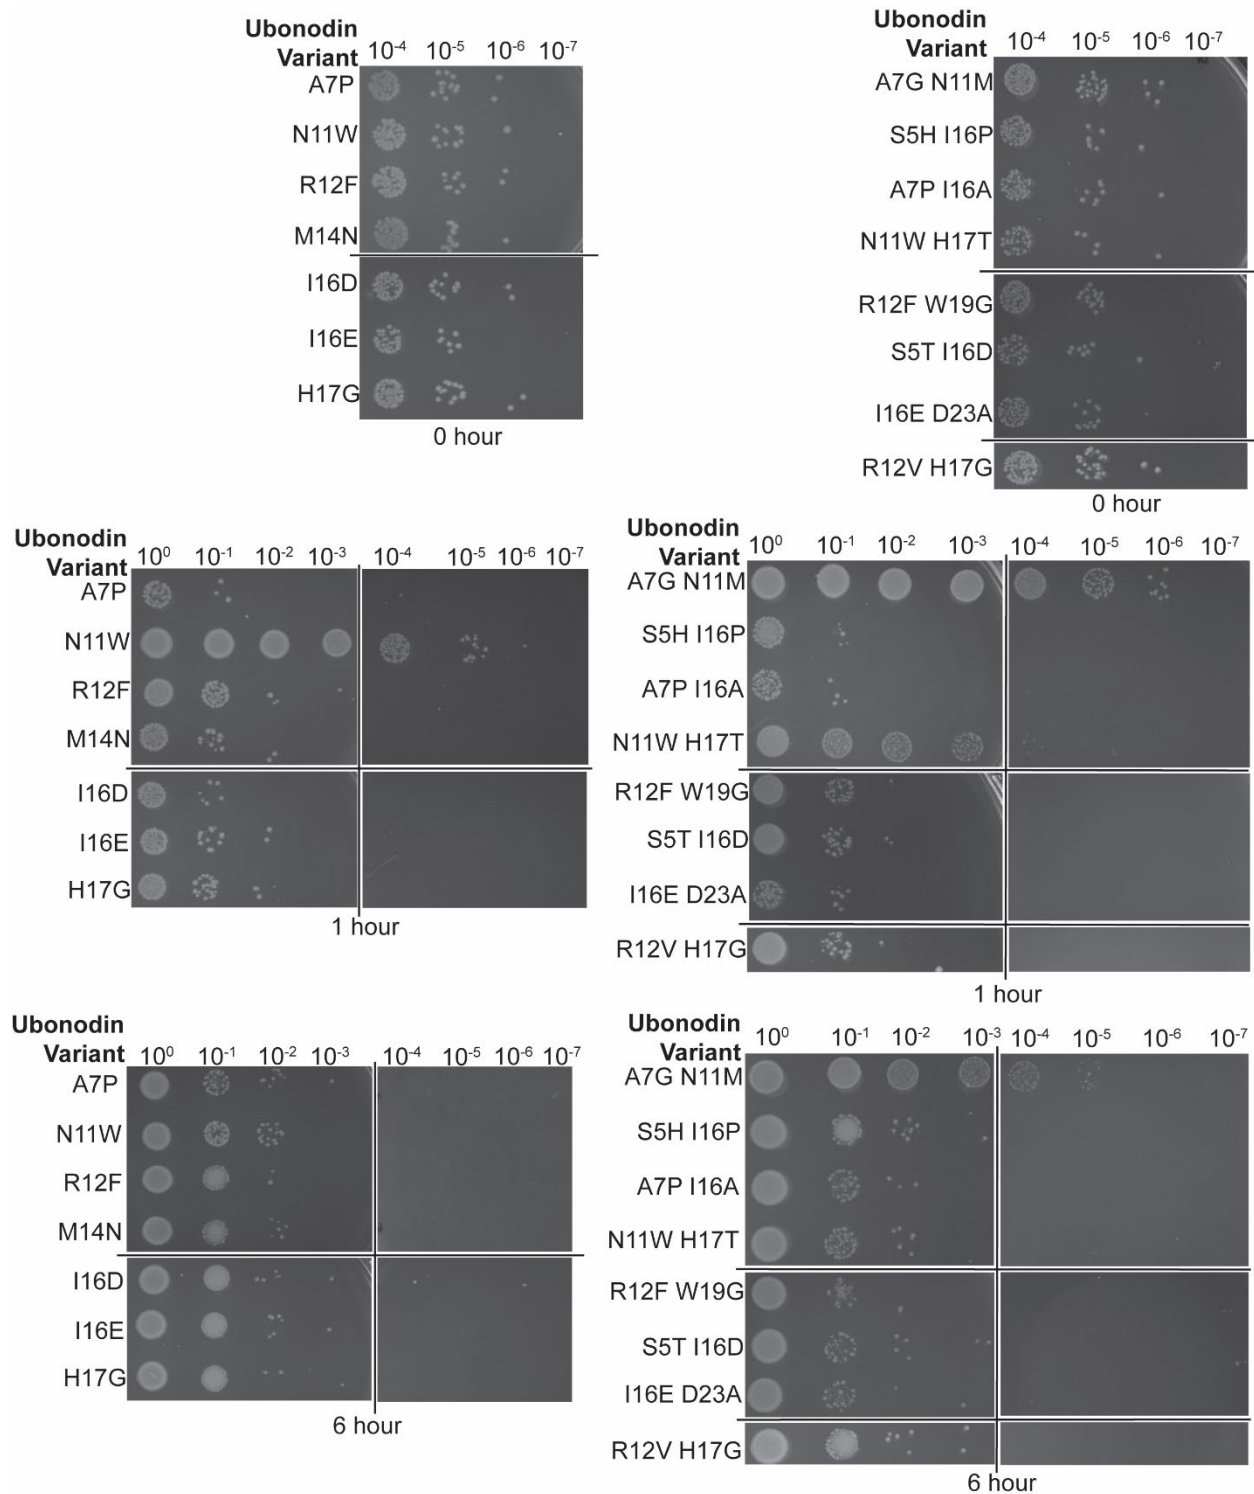 Ubonodin
Variant 10⁻⁴ 10⁻⁵ 10⁻⁶ 10⁻⁷
A7P
N11W
R12F
M14N
I16D
I16E
H17G
0 hour
Ubonodin
Variant 10⁻⁴ 10⁻⁵ 10⁻⁶ 10⁻⁷
A7G N11M
S5H I16P
A7P I16A
N11W H17T
R12F W19G
S5T I16D
I16E D23A
R12V H17G
0 hour
Ubonodin
Variant 10⁰ 10⁻¹ 10⁻² 10⁻³ 10⁻⁴ 10⁻⁵ 10⁻⁶ 10⁻⁷
A7P
N11W
R12F
M14N
I16D
I16E
H17G
1 hour
Ubonodin
Variant 10⁰ 10⁻¹ 10⁻² 10⁻³ 10⁻⁴ 10⁻⁵ 10⁻⁶ 10⁻⁷
A7G N11M
S5H I16P
A7P I16A
N11W H17T
R12F W19G
S5T I16D
I16E D23A
R12V H17G
1 hour
Ubonodin
Variant 10⁰ 10⁻¹ 10⁻² 10⁻³ 10⁻⁴ 10⁻⁵ 10⁻⁶ 10⁻⁷
A7P
N11W
R12F
M14N
I16D
I16E
H17G
6 hour
Ubonodin
Variant 10⁰ 10⁻¹ 10⁻² 10⁻³ 10⁻⁴ 10⁻⁵ 10⁻⁶ 10⁻⁷
A7G N11M
S5H I16P
A7P I16A
N11W H17T
R12F W19G
S5T I16D
I16E D23A
R12V H17G
6 hour